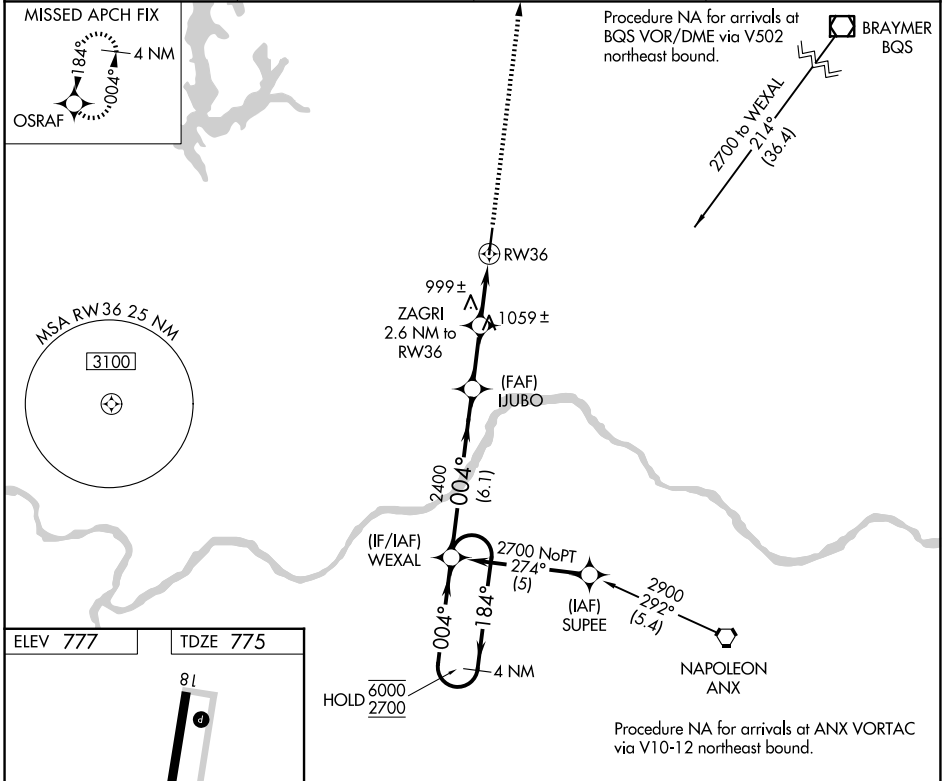 MISSED APCH FIX
4 NM
184°
004°
OSRAF
Procedure NA for arrivals at
BQS VOR/DME via V502
northeast bound.
BRAYMER
BQS
2700 to WEXAL
214°
(36.4)
RW36
999±
1059±
ZAGRI
2.6 NM to
RW36
MSA RW36 25 NM
3100
(FAF)
IJUBO
2400
004°
(6.1)
(IF/IAF)
WEXAL
2700 NoPT
274°
(5)
(IAF)
SUPEE
2900
292°
(5.4)
NAPOLEON
ANX
004°
184°
4 NM
HOLD 6000
2700
ELEV 777
TDZE 775
18
P
Procedure NA for arrivals at ANX VORTAC
via V10-12 northeast bound.